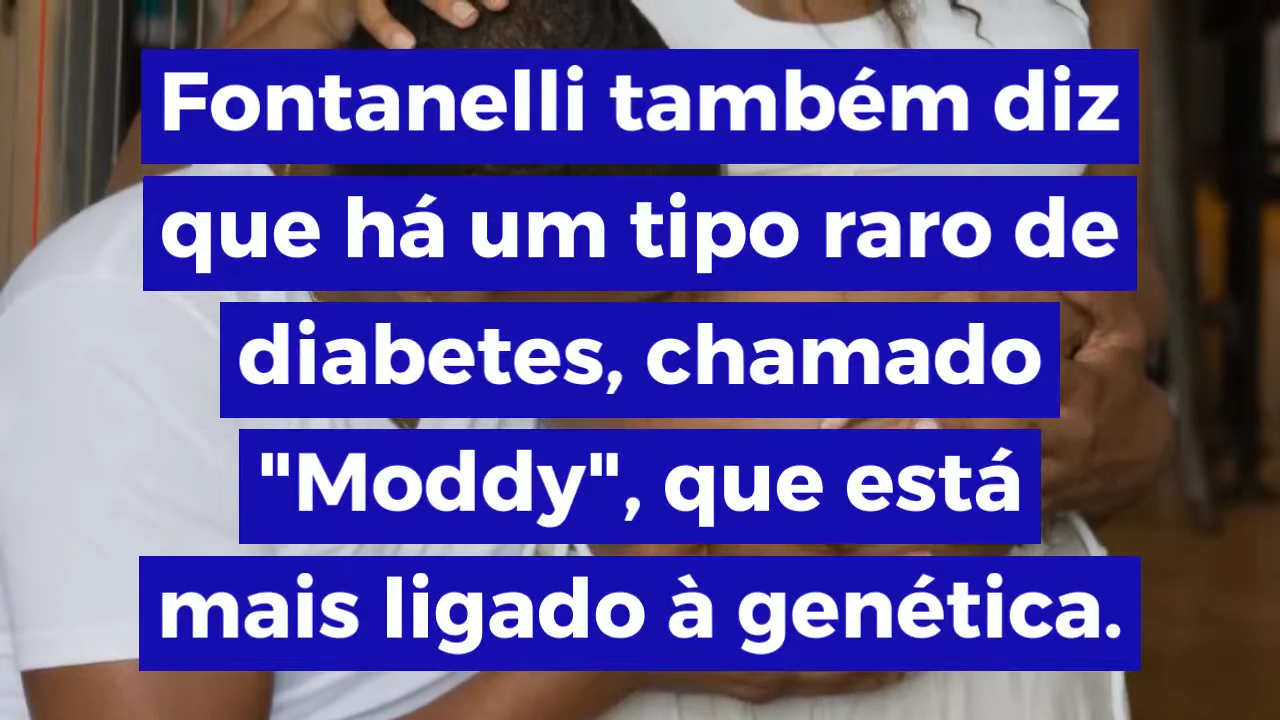 Fontanelli também diz
que há um tipo raro de
diabetes, chamado
"Moddy", que está
mais ligado à genética.